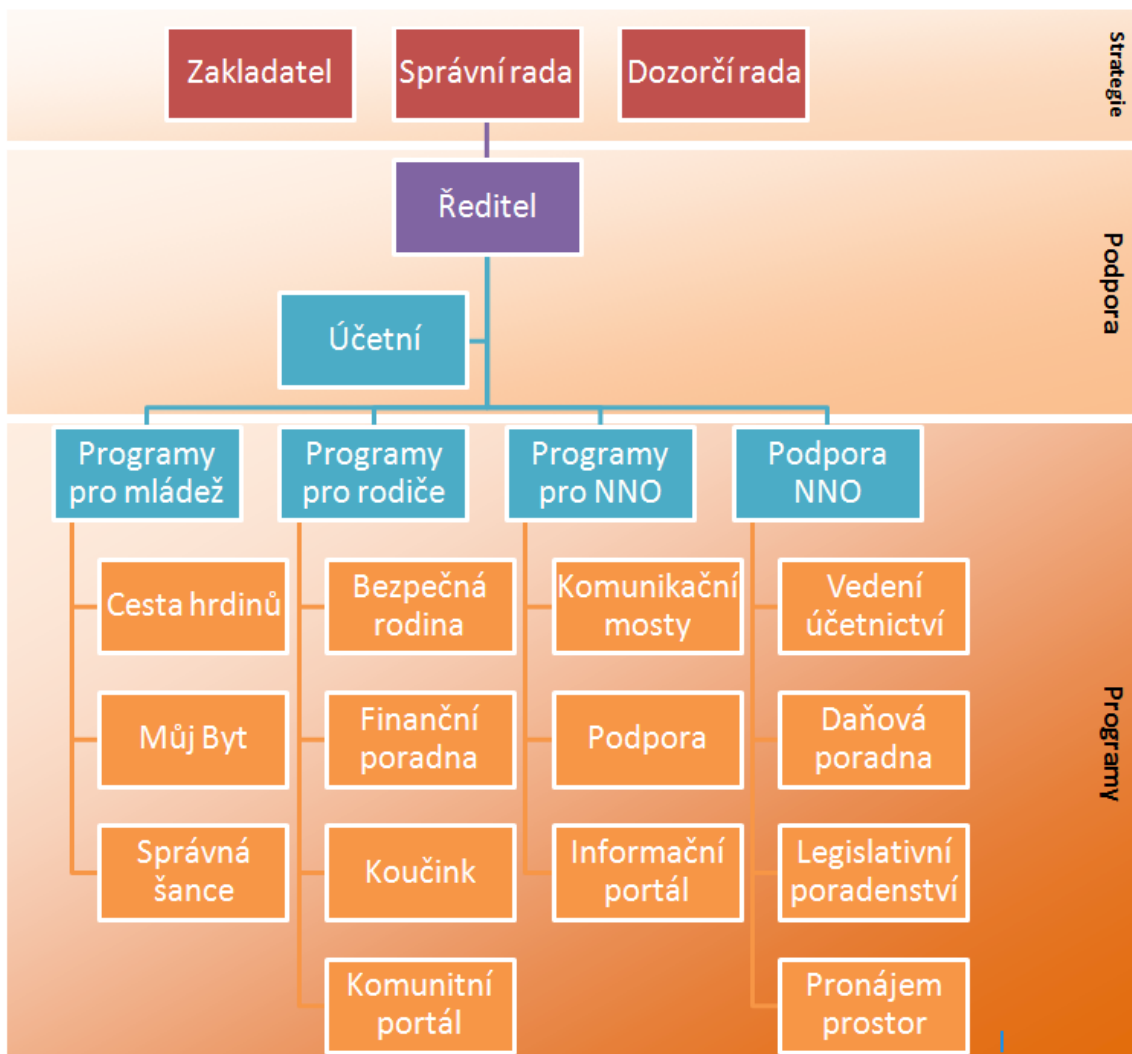 Zakladatel
Správní rada
Dozorčí rada
Strategie
Ředitel
Účetní
Podpora
Programy
pro mládež
Programy
pro rodiče
Programy
pro NNO
Podpora
NNO
Cesta hrdinů
Bezpečná
rodina
Komunikační
mosty
Vedení
účetnictví
Můj Byt
Finanční
poradna
Podpora
Daňová
poradna
Programy
Správná
šance
Koučink
Informační
portál
Legislativní
poradenství
Komunitní
portál
Pronájem
prostor